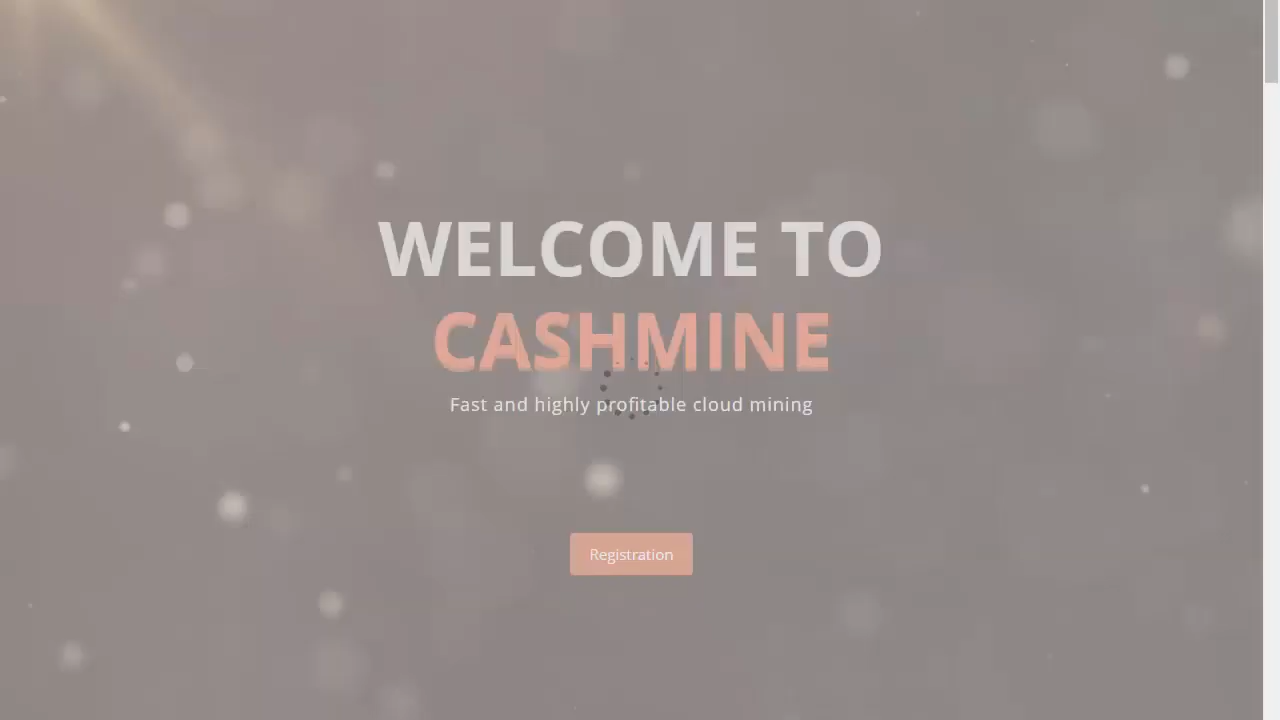 WELCOME TO
CASHMINE
Fast and highly profitable cloud mining
Registration